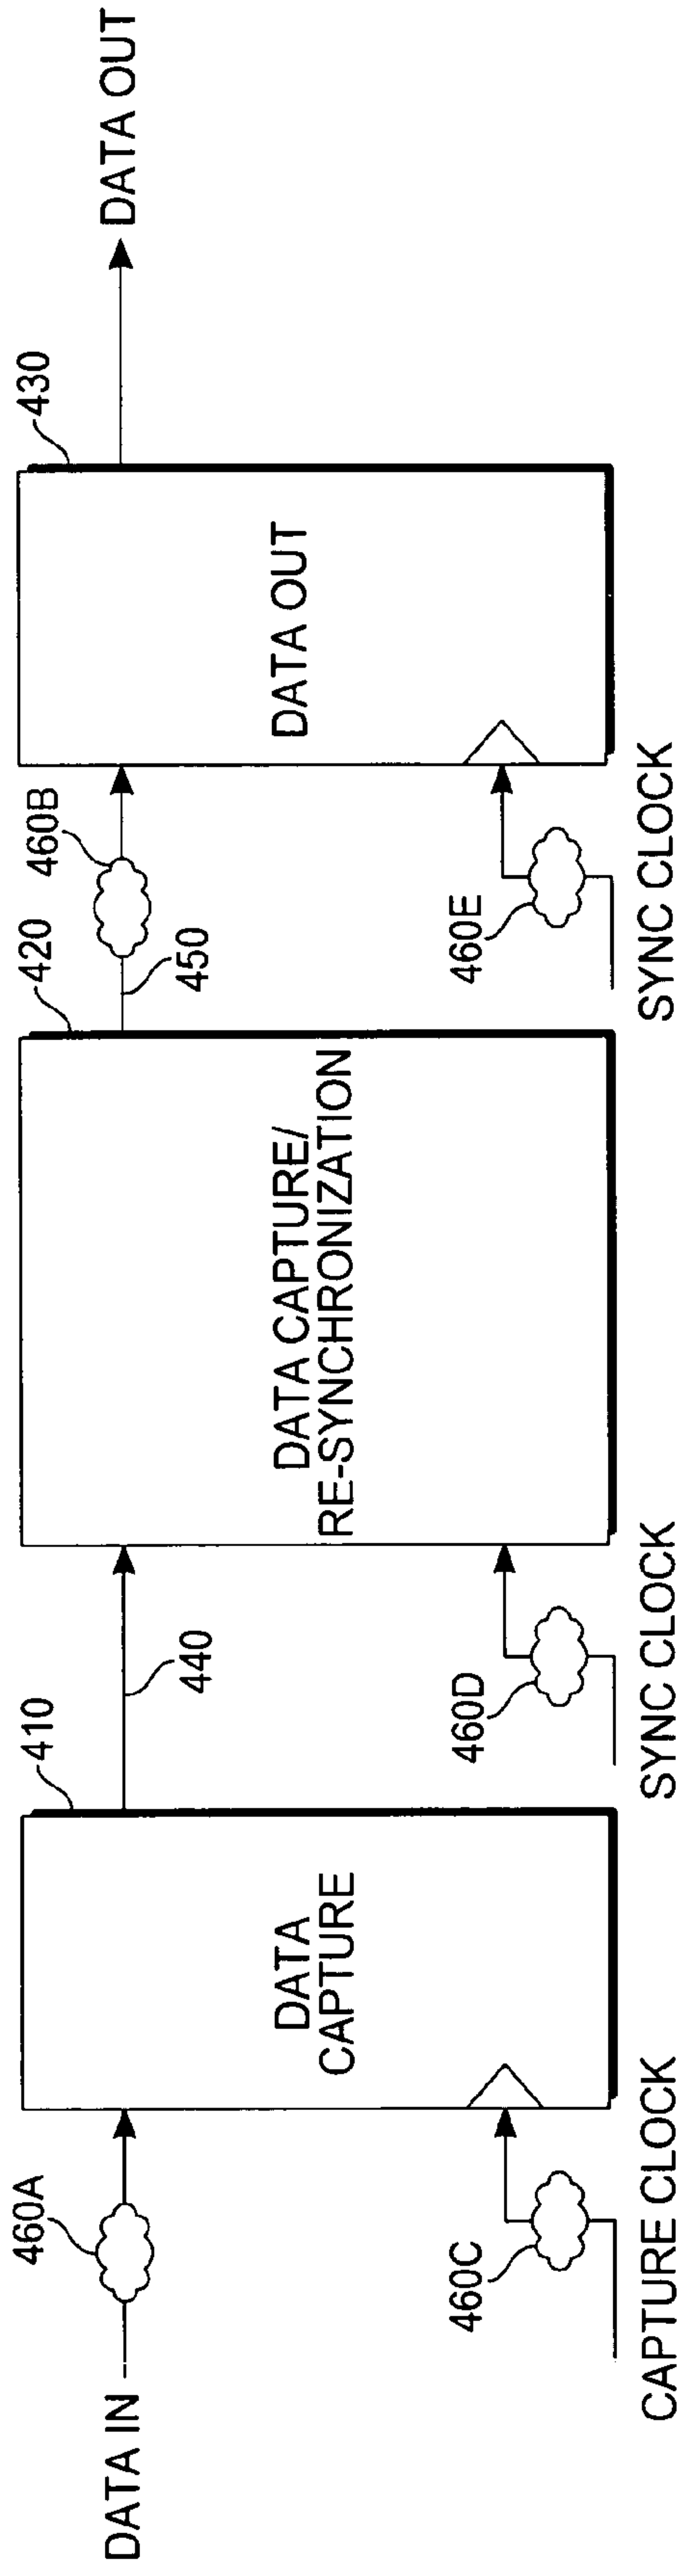 DATA IN
460A
DATA
CAPTURE
410
440
460C
CAPTURE CLOCK
DATA CAPTURE/
RE-SYNCHRONIZATION
420
450
460B
460D
SYNC CLOCK
DATA OUT
430
460E
SYNC CLOCK
DATA OUT